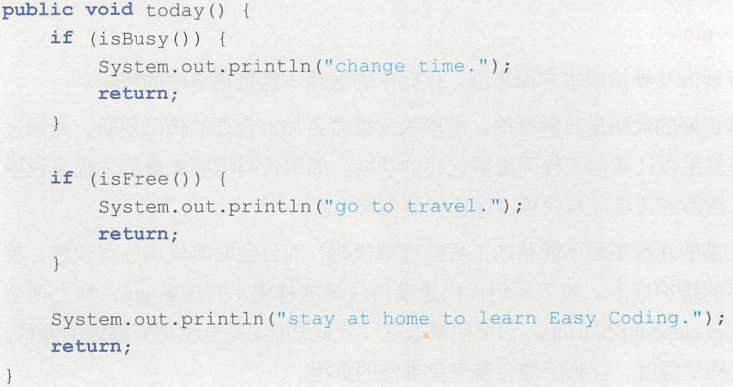 public void today() {
    if (isBusy()) {
        System.out.println("change time.");
        return;
    }

    if (isFree()) {
        System.out.println("go to travel.");
        return;
    }

    System.out.println("stay at home to learn Easy Coding.");
    return;
}